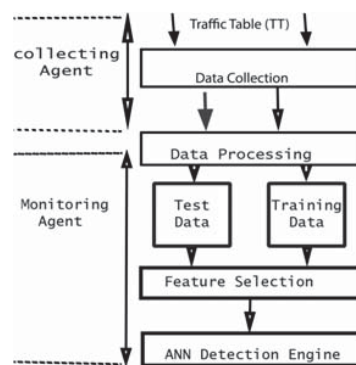 Traffic Table (TT)
collecting
Agent
Data Collection
Data Processing
Monitoring
Agent
Test
Data
Training
Data
Feature Selection
ANN Detection Engine